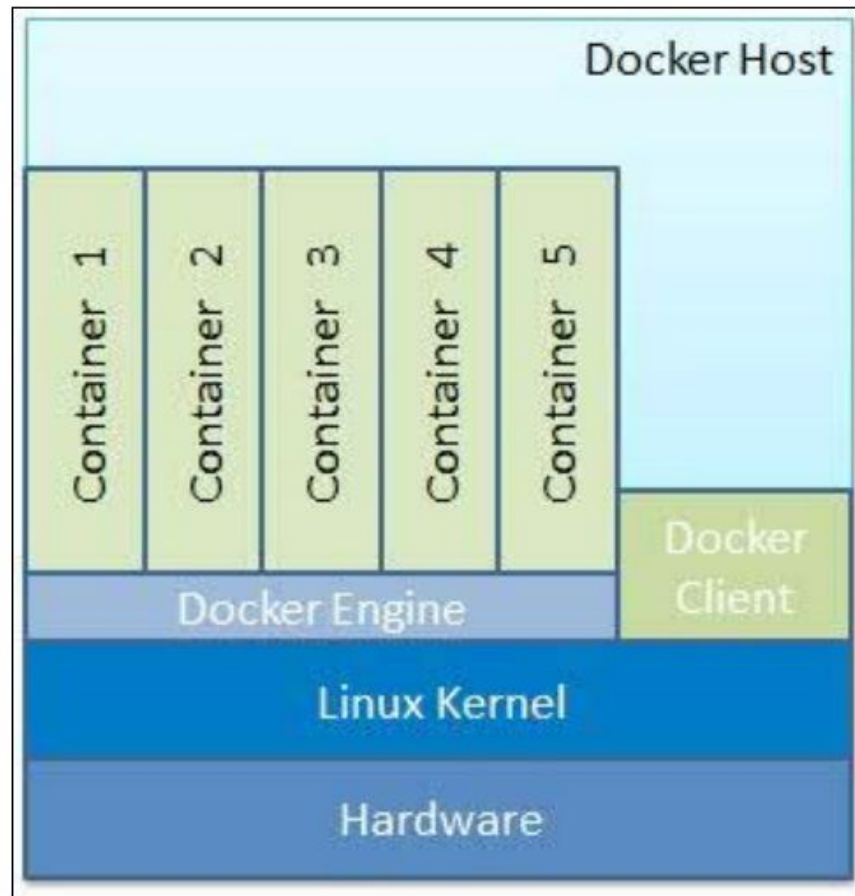 Docker Host
Container 1
Container 2
Container 3
Container 4
Container 5
Docker
Client
Docker Engine
Linux Kernel
Hardware